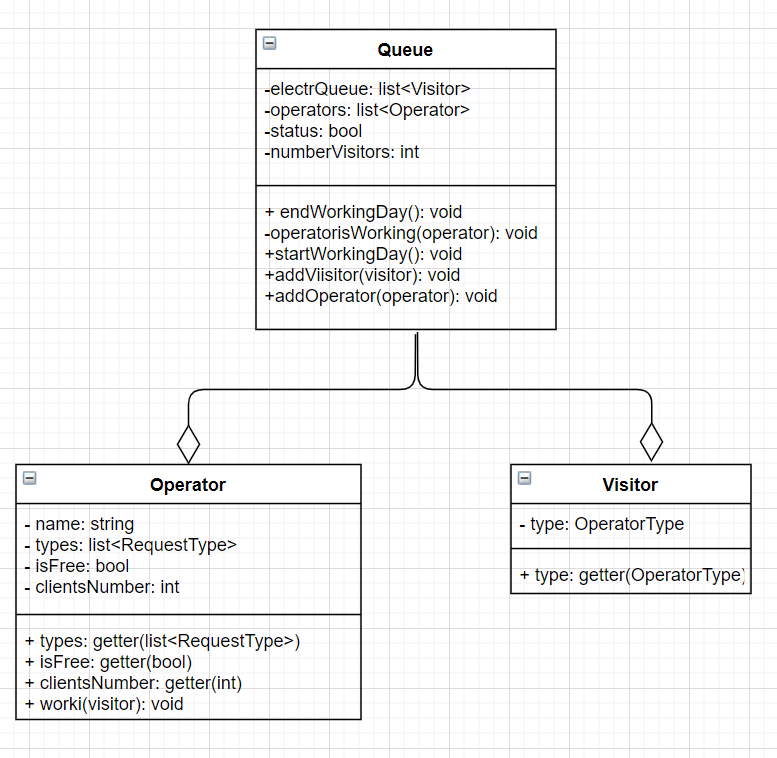 Queue
-electrQueue: list<Visitor>
-operators: list<Operator>
-status: bool
-numberVisitors: int
+ endWorkingDay(): void
-operatorisWorking(operator): void
+startWorkingDay(): void
+addViisitor(visitor): void
+addOperator(operator): void
Operator
- name: string
- types: list<RequestType>
- isFree: bool
- clientsNumber: int
+ types: getter(list<RequestType>)
+ isFree: getter(bool)
+ clientsNumber: getter(int)
+ worki(visitor): void
Visitor
- type: OperatorType
+ type: getter(OperatorType)